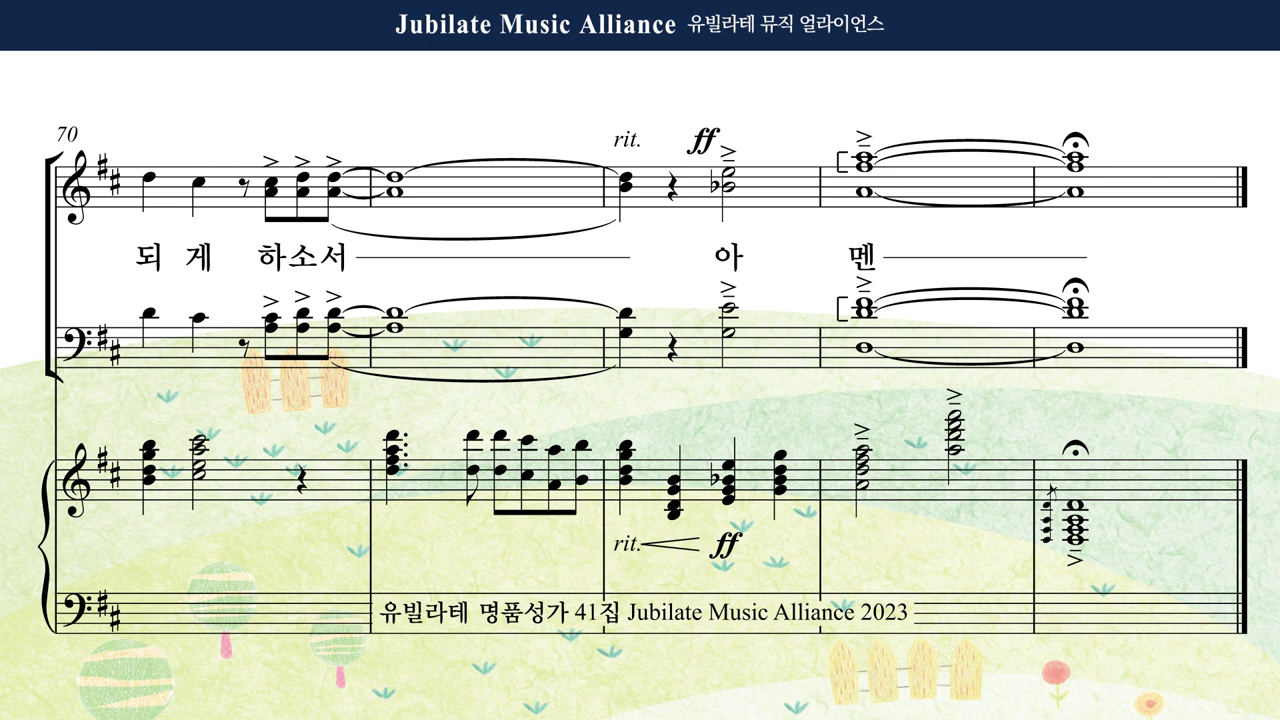 Jubilate Music Alliance 유빌라테 뮤직 얼라이언스
70
rit. ff
되 게 하소서 아 멘
rit. ff
유빌라테 명품성가 41집 Jubilate Music Alliance 2023